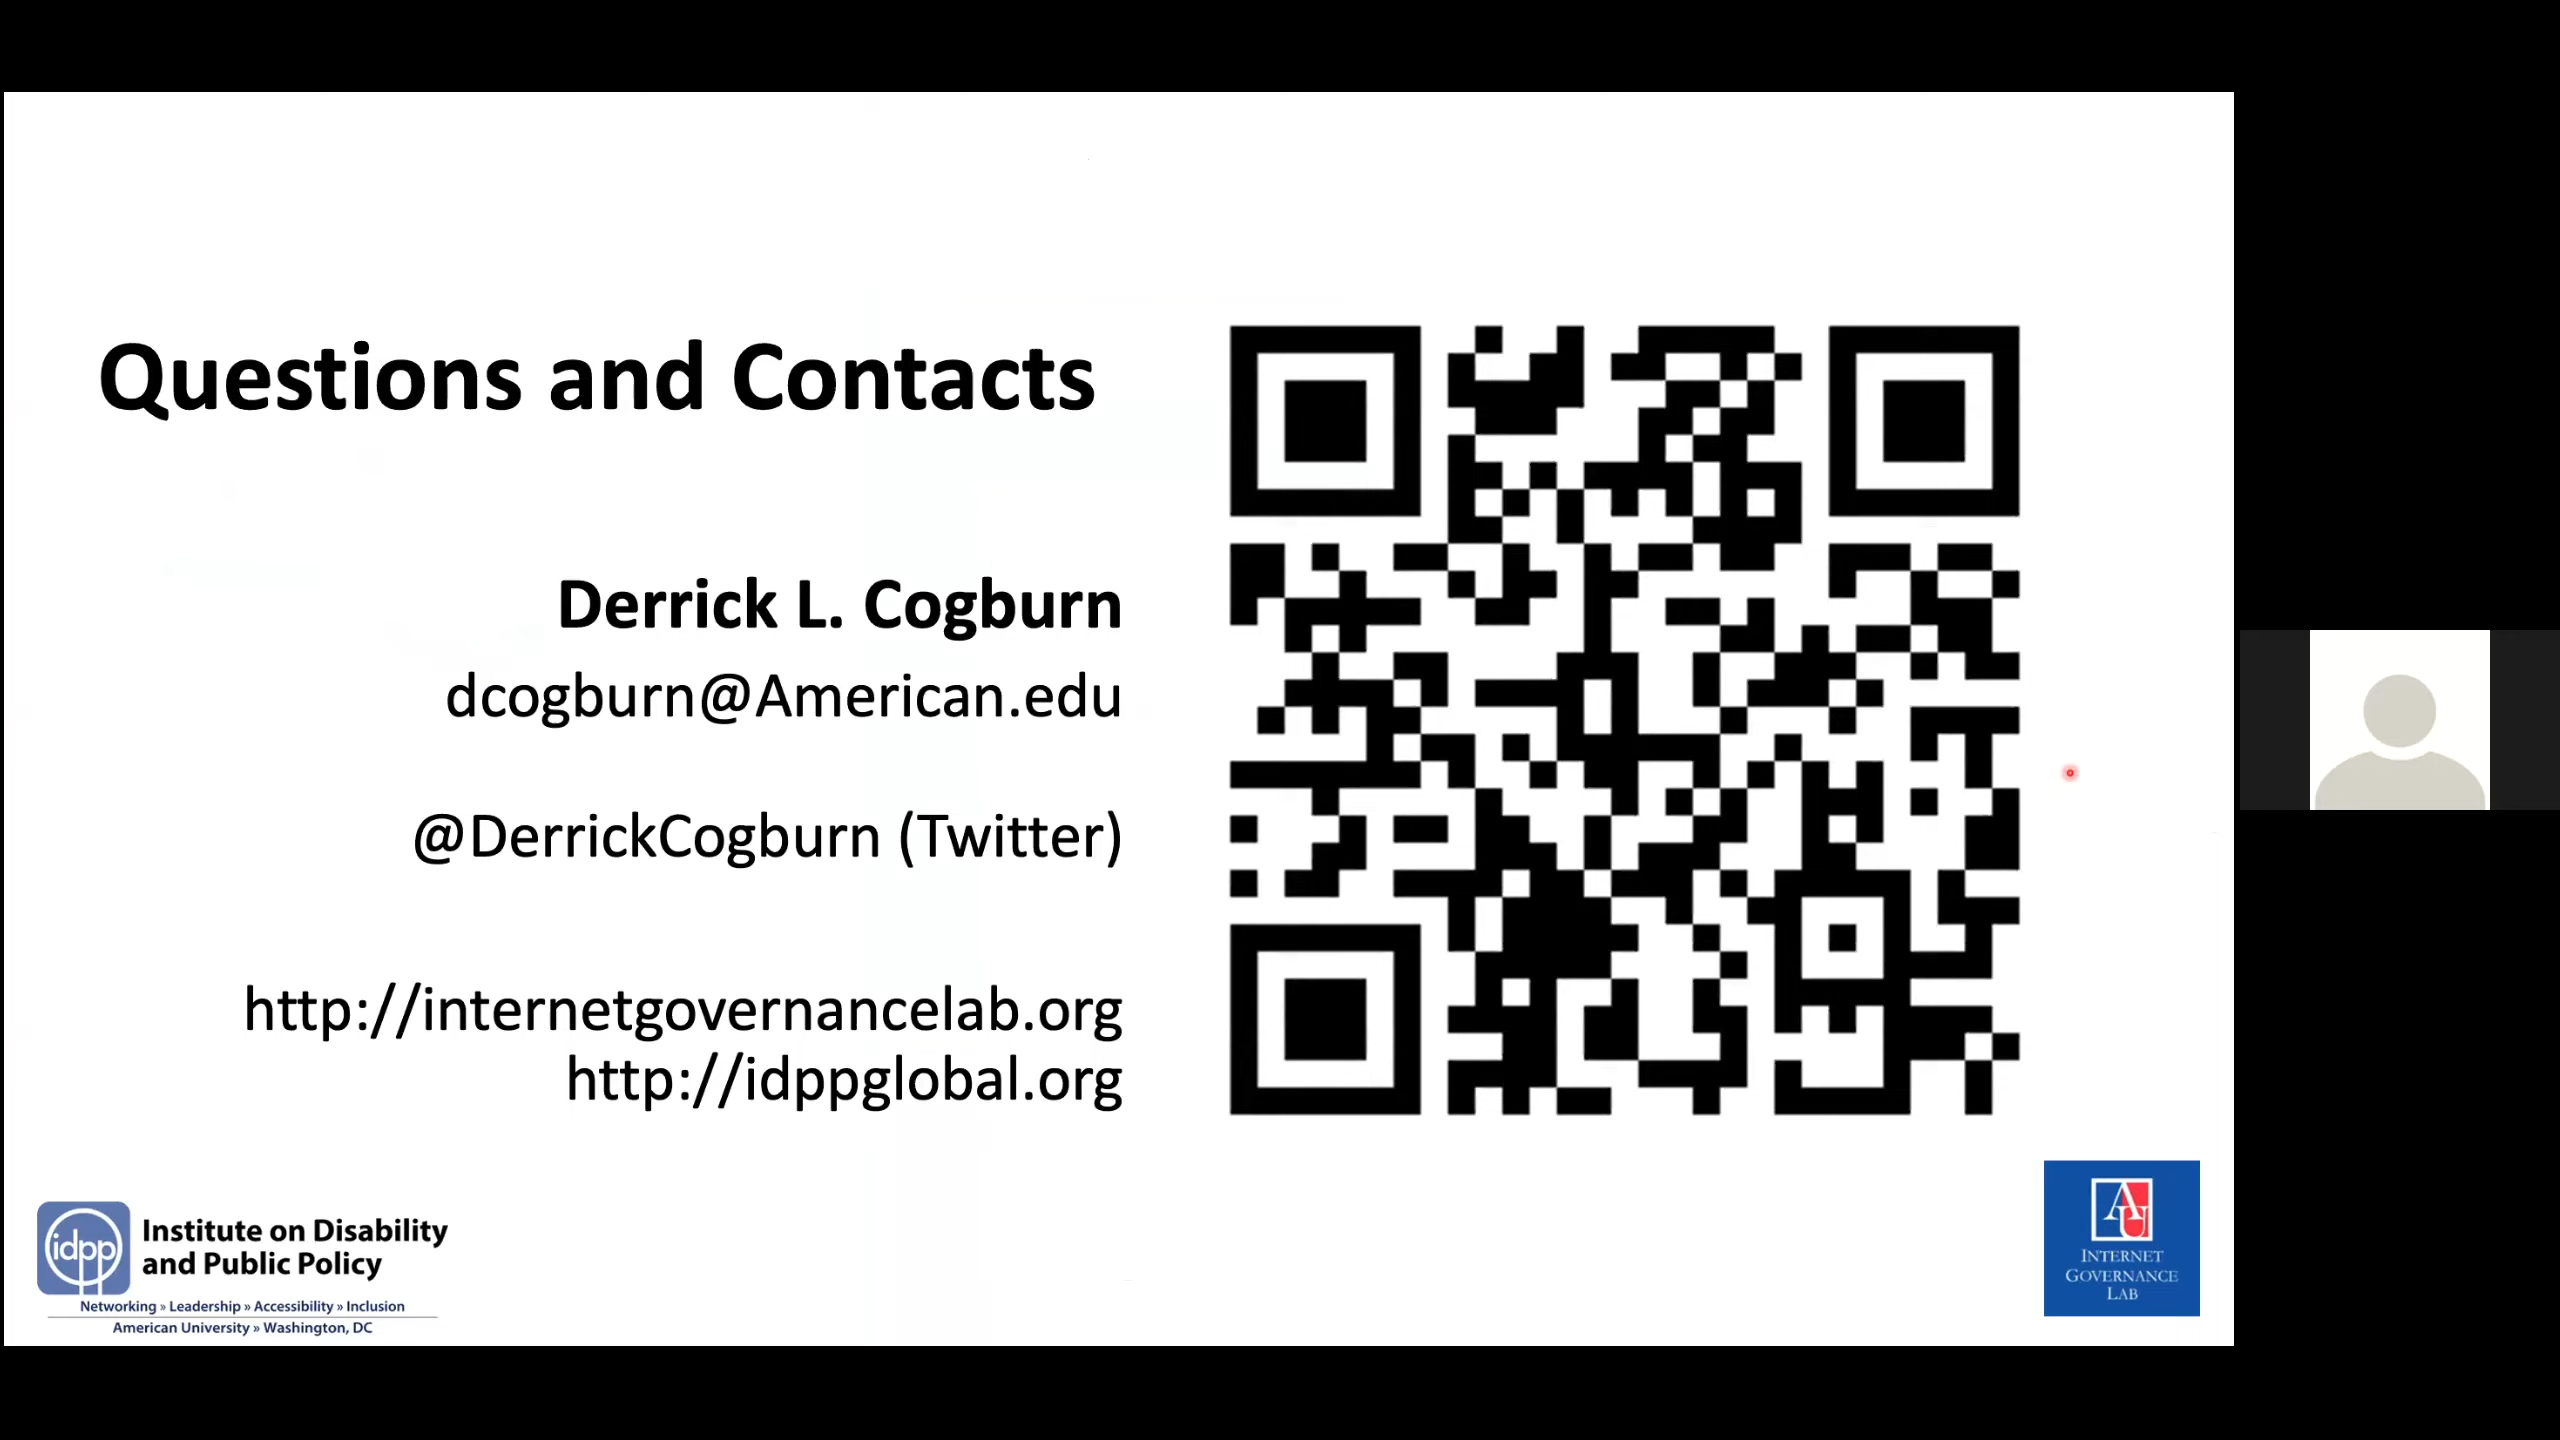 Questions and Contacts
Derrick L. Cogburn
dcogburn@American.edu
@DerrickCogburn (Twitter)
http://internetgovernancelab.org
http://idppglobal.org
idpp
Institute on Disability
and Public Policy
Networking » Leadership » Accessibility » Inclusion
American University » Washington, DC
AU
INTERNET
GOVERNANCE
LAB